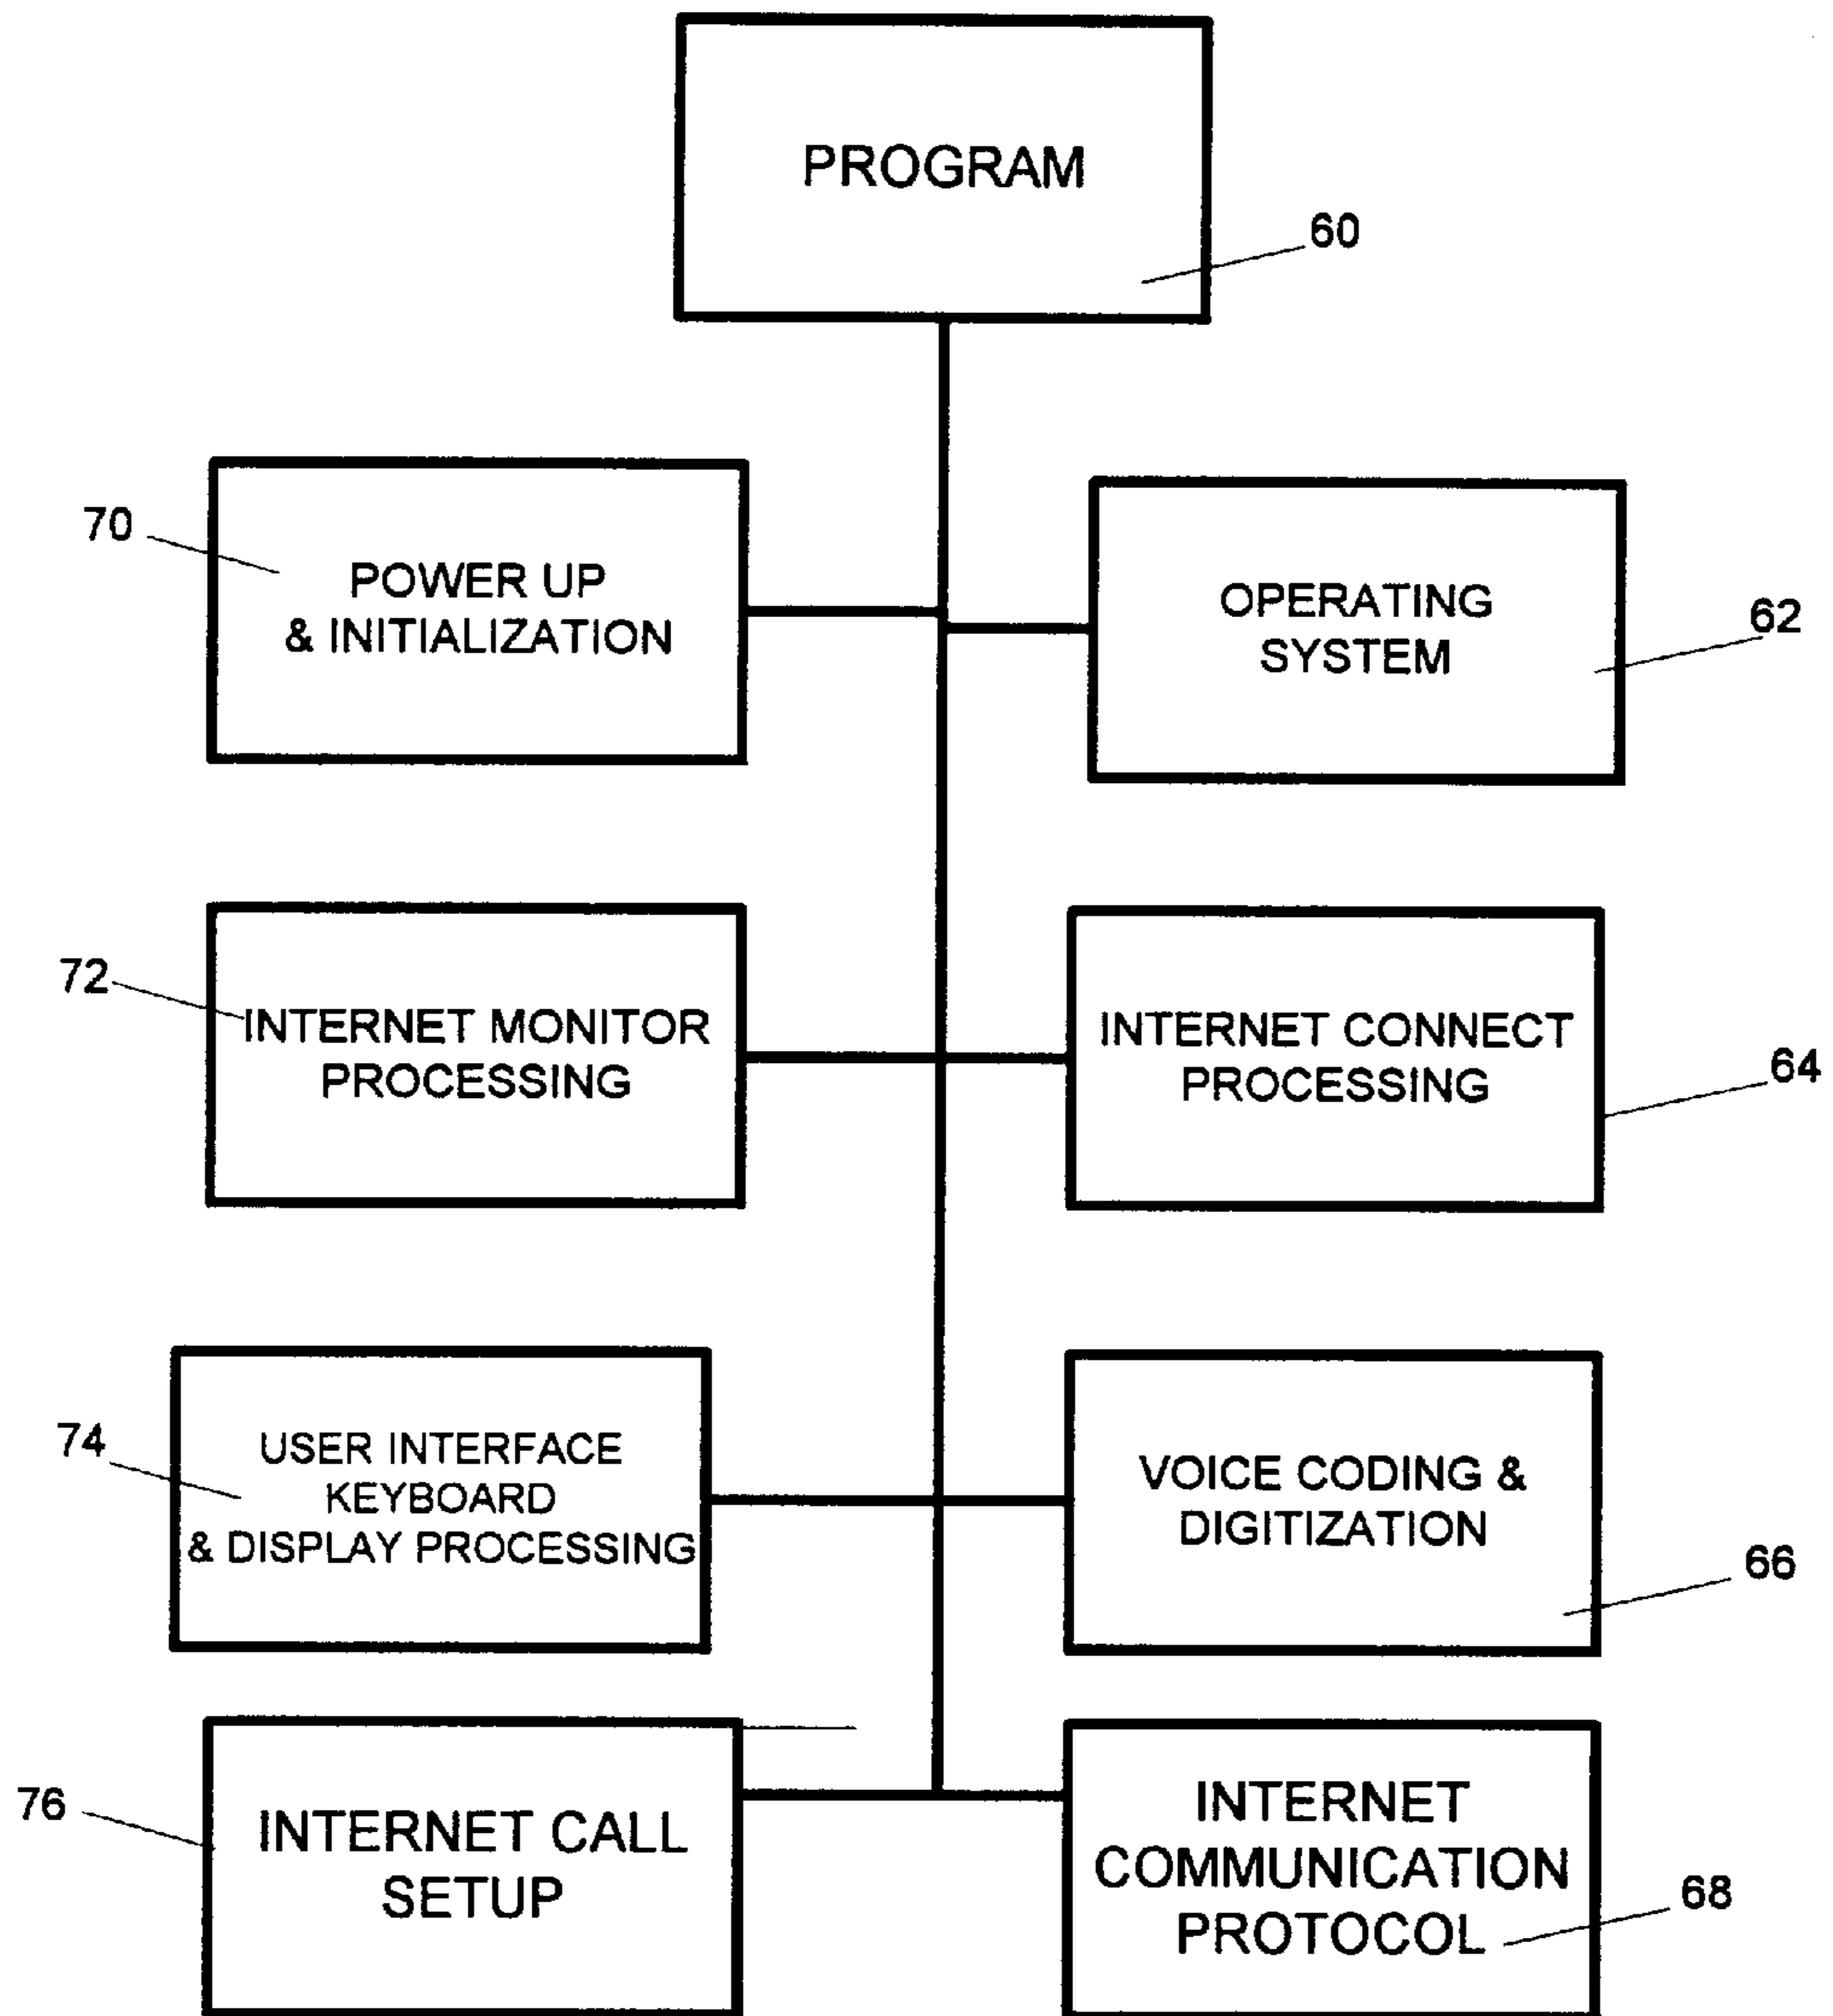 PROGRAM
60
70
POWER UP
& INITIALIZATION
OPERATING
SYSTEM
62
72
INTERNET MONITOR
PROCESSING
INTERNET CONNECT
PROCESSING
64
74
USER INTERFACE
KEYBOARD
& DISPLAY PROCESSING
VOICE CODING &
DIGITIZATION
66
76
INTERNET CALL
SETUP
INTERNET
COMMUNICATION
PROTOCOL
68